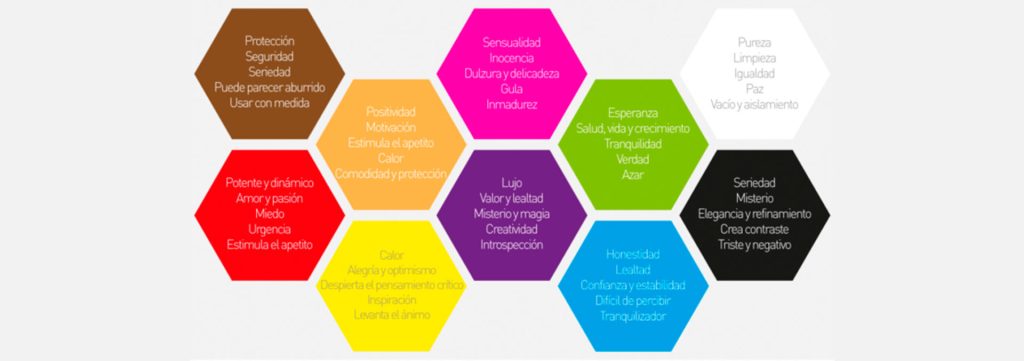 Protección
Seguridad
Seriedad
Puede parecer aburrido
Usar con medida
Sensualidad
Inocencia
Dulzura y delicadeza
Gula
Inmadurez
Pureza
Limpieza
Igualdad
Paz
Vacío y aislamiento
Positividad
Motivación
Estimula el apetito
Calor
Comodidad y protección
Esperanza
Salud, vida y crecimiento
Tranquilidad
Verdad
Azar
Potente y dinámico
Amor y pasión
Miedo
Urgencia
Estimula el apetito
Lujo
Valor y lealtad
Misterio y magia
Creatividad
Introspección
Seriedad
Misterio
Elegancia y refinamiento
Crea contraste
Triste y negativo
Calor
Alegría y optimismo
Despierta el pensamiento crítico
Inspiración
Levanta el ánimo
Honestidad
Lealtad
Confianza y estabilidad
Difícil de percibir
Tranquilizador